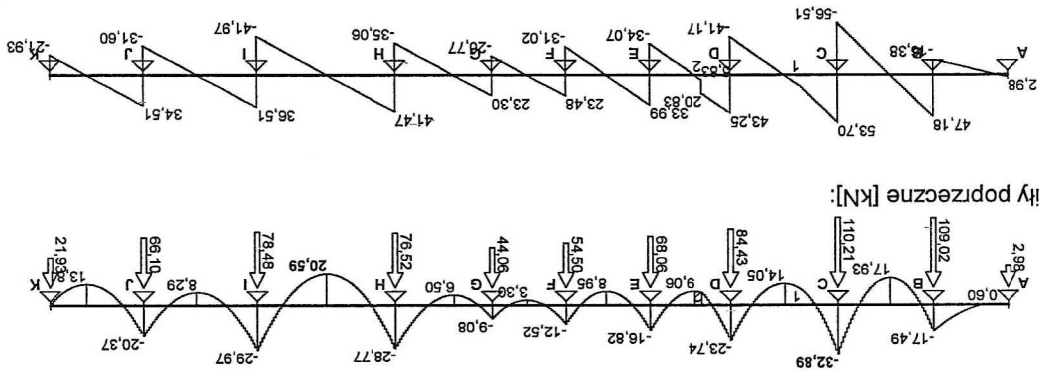 -17,49 -32,89 -23,74 -16,82 -12,52 -9,08 -28,77 -29,97 -20,37
A B C 1 D E F G H I J K
0,60 17,93 14,05 9,06 8,95 6,50 20,59 8,29 13,
2,98 109,02 110,21 84,43 68,06 54,50 44,06 76,52 78,48 66,10 21,93
iły poprzeczne [kN]:
2,98 47,18 53,70 43,25 20,83 33,99 23,48 23,30 41,47 36,51 34,51
A B C 1 D E F G H I J K
-56,51 -41,17 -34,07 -31,02 -20,77 -35,06 -41,97 -31,60 -21,93